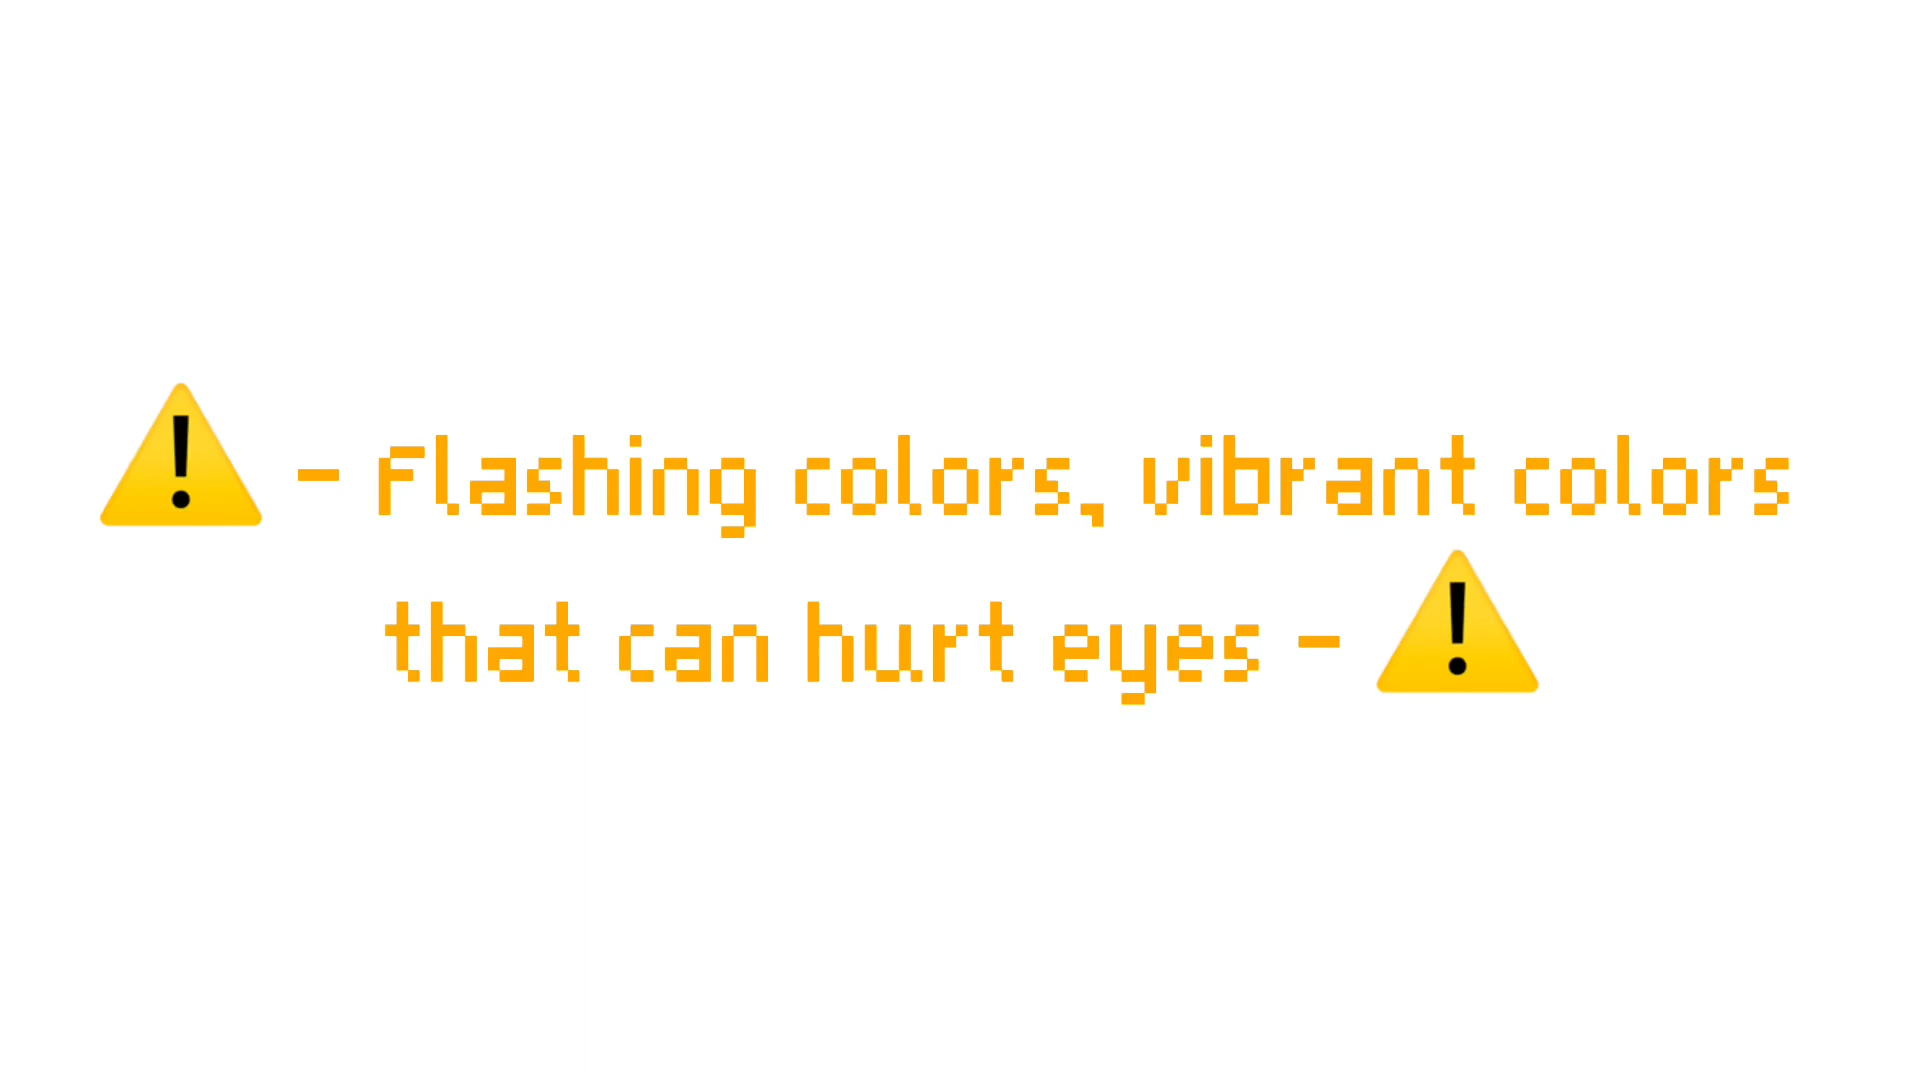 ⚠️ - Flashing colors, vibrant colors
that can hurt eyes - ⚠️